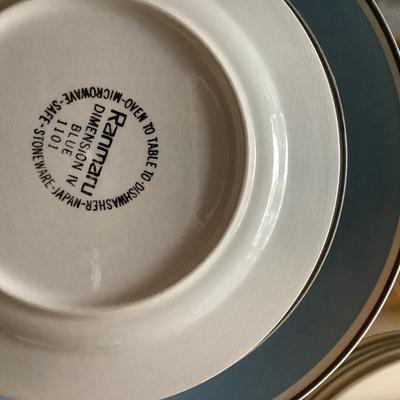 OVEN TO TABLE TO DISHWASHER-MICROWAVE-SAFE-STONEWARE-JAPAN-
Ranmaru
DIMENSION IV
BLUE
1101